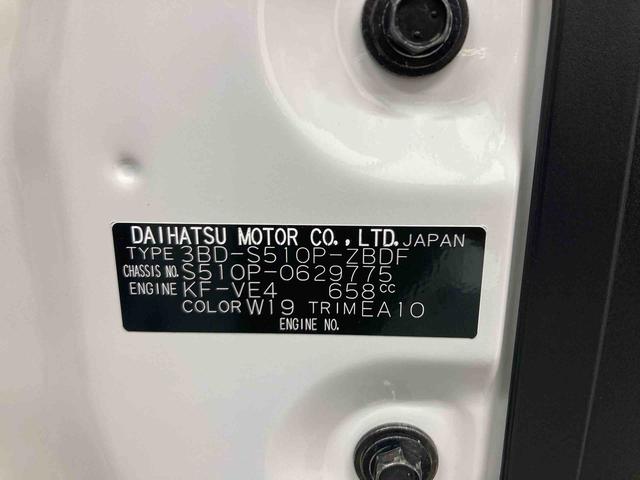 DAIHATSU MOTOR CO., LTD. JAPAN
TYPE 3BD-S510P-ZBDF
CHASSIS NO. S510P-0629775
ENGINE KF-VE4 658cc
COLOR W19 TRIM EA10
ENGINE NO.